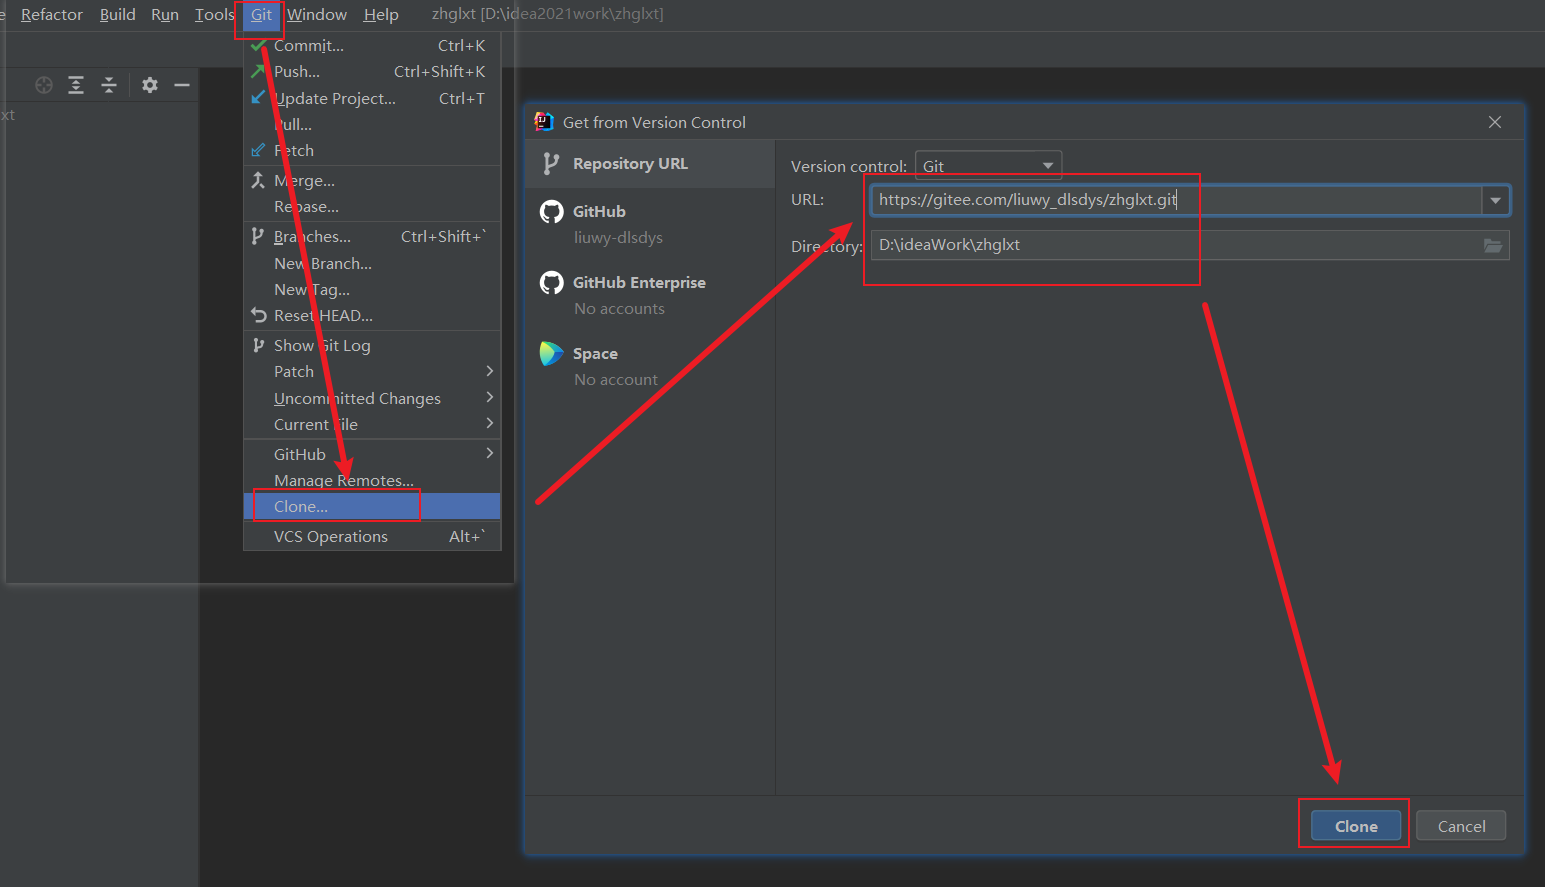 e Refactor Build Run Tools Git Window Help zhglxt [D:\idea2021work\zhglxt]
xt
Commit... Ctrl+K
Push... Ctrl+Shift+K
Update Project... Ctrl+T
Pull...
Fetch
Merge...
Rebase...
Branches... Ctrl+Shift+`
New Branch...
New Tag...
Reset HEAD...
Show Git Log
Patch
Uncommitted Changes
Current File
GitHub
Manage Remotes...
Clone...
VCS Operations Alt+`
Get from Version Control
Repository URL
GitHub
liuwy-dlsdys
GitHub Enterprise
No accounts
Space
No account
Version control: Git
URL: https://gitee.com/liuwy_dlsdys/zhglxt.git
Directory: D:\ideaWork\zhglxt
Clone Cancel